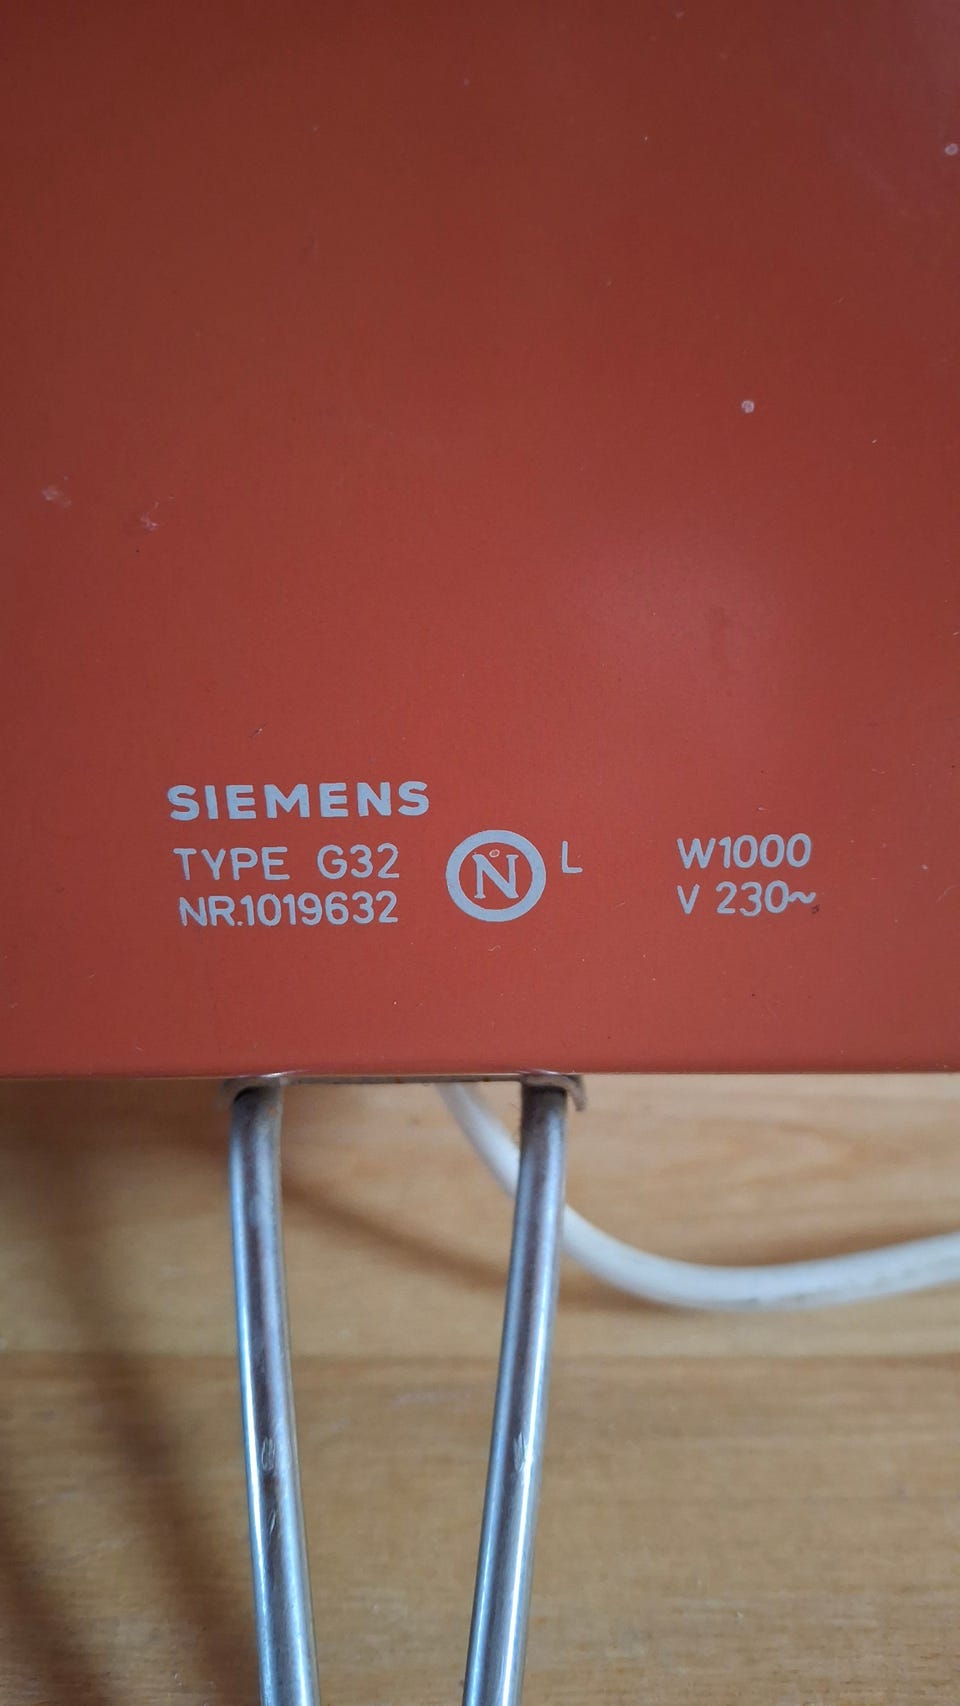 SIEMENS
TYPE G32
NR.1019632
N L
W1000
V 230~